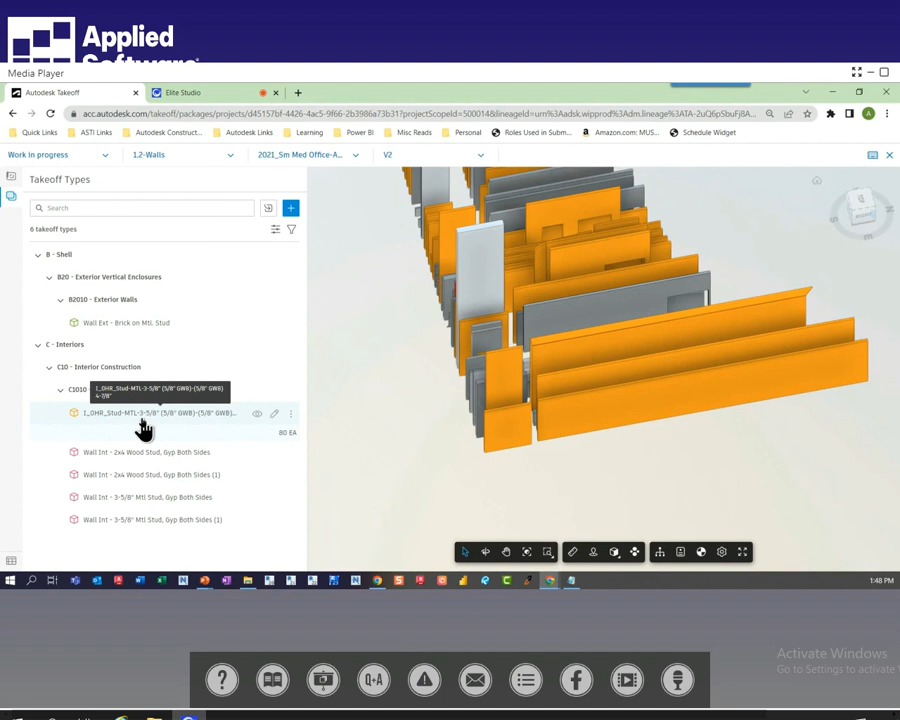 Applied
Software
Media Player
Autodesk Takeoff
Elite Studio
acc.autodesk.com/takeoff/packages/projects/d45157bf-4426-4ac5-9f66-2b3986a73b31?projectScopeId=500014&lineageId=urn%3Aadsk.wipprod%3Adm.lineage%3ATA-2uQ6pSbuFj8A...
Quick Links
ASTI Links
Autodesk Construct...
Autodesk Links
Learning
Power BI
Misc Reads
Personal
Roles Used in Subm...
Amazon.com: MUS...
Schedule Widget
Work in progress
1.2-Walls
2021_Sm Med Office-A...
V2
Takeoff Types
Search
6 takeoff types
B - Shell
B20 - Exterior Vertical Enclosures
B2010 - Exterior Walls
Wall Ext - Brick on Mtl. Stud
C - Interiors
C10 - Interior Construction
C1010
I_0HR_Stud-MTL-3-5/8" (5/8" GWB)-(5/8" GWB)
4-7/8"
I_0HR_Stud-MTL-3-5/8" (5/8" GWB)-(5/8" GWB)...
80 EA
Wall Int - 2x4 Wood Stud, Gyp Both Sides
Wall Int - 2x4 Wood Stud, Gyp Both Sides (1)
Wall Int - 3-5/8" Mtl Stud, Gyp Both Sides
Wall Int - 3-5/8" Mtl Stud, Gyp Both Sides (1)
1:48 PM
Activate Windows
Go to Settings to activate
Q+A